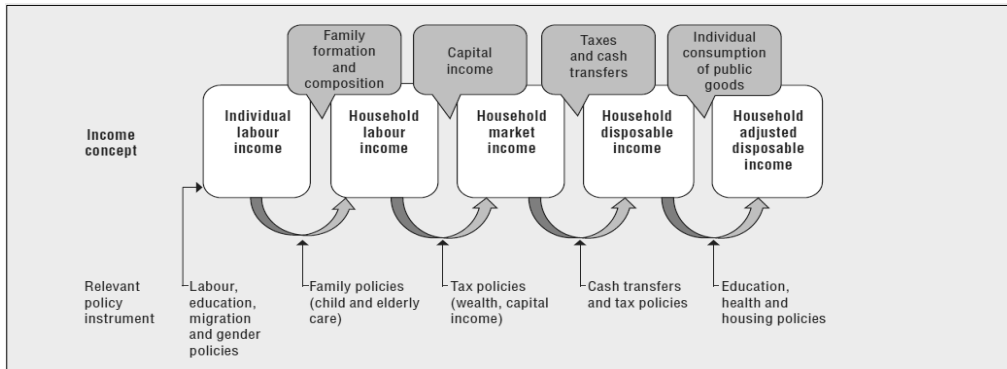 Family
formation
and
composition
Capital
income
Taxes
and cash
transfers
Individual
consumption
of public
goods
Income
concept
Individual
labour
income
Household
labour
income
Household
market
income
Household
disposable
income
Household
adjusted
disposable
income
Relevant
policy
instrument
Labour,
education,
migration
and gender
policies
Family policies
(child and elderly
care)
Tax policies
(wealth, capital
income)
Cash transfers
and tax policies
Education,
health and
housing policies